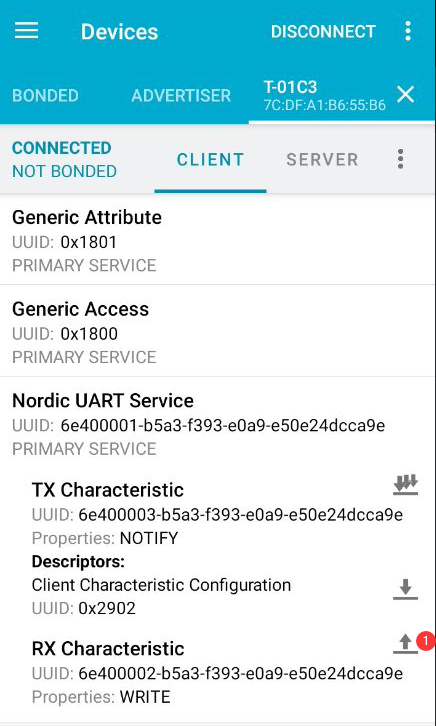 Devices
DISCONNECT
BONDED
ADVERTISER
T-01C3
7C:DF:A1:B6:55:B6
CONNECTED
NOT BONDED
CLIENT
SERVER
Generic Attribute
UUID: 0x1801
PRIMARY SERVICE
Generic Access
UUID: 0x1800
PRIMARY SERVICE
Nordic UART Service
UUID: 6e400001-b5a3-f393-e0a9-e50e24dcca9e
PRIMARY SERVICE
TX Characteristic
UUID: 6e400003-b5a3-f393-e0a9-e50e24dcca9e
Properties: NOTIFY
Descriptors:
Client Characteristic Configuration
UUID: 0x2902
RX Characteristic
1
UUID: 6e400002-b5a3-f393-e0a9-e50e24dcca9e
Properties: WRITE